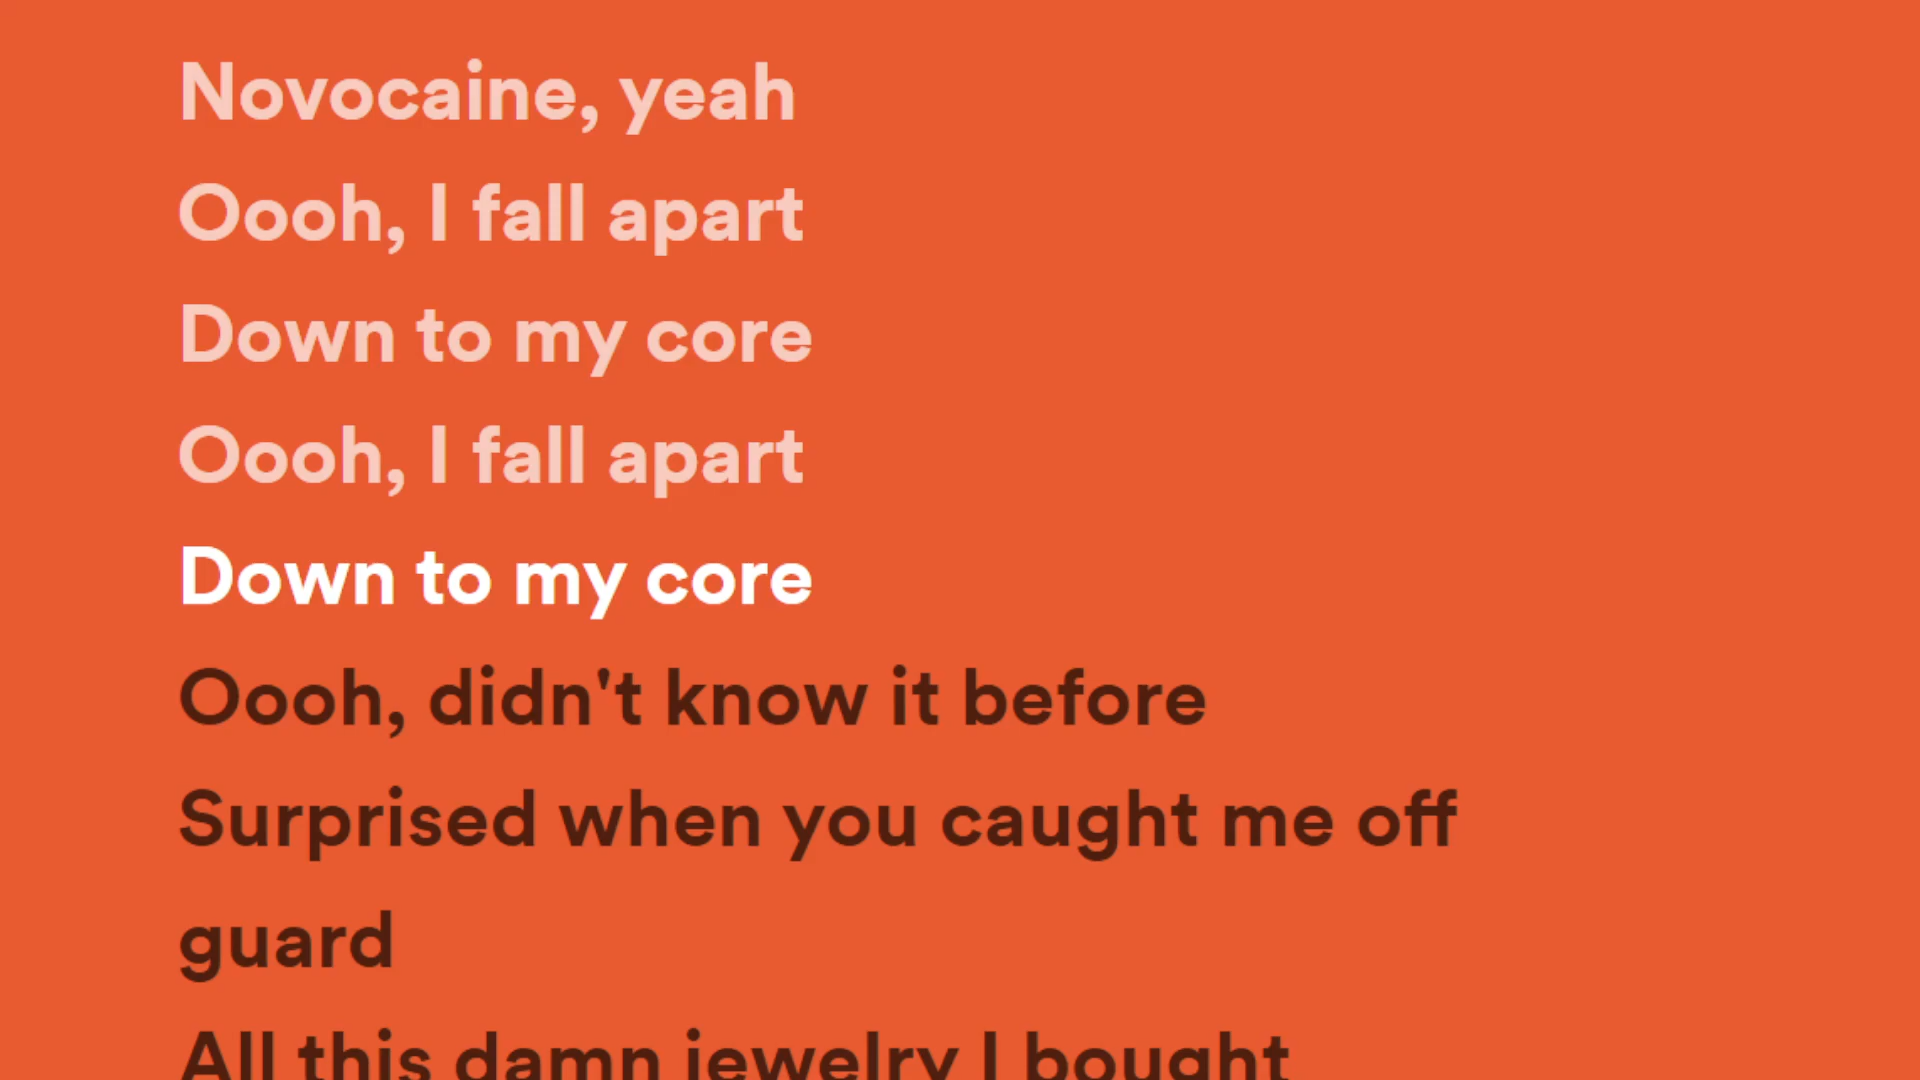 Novocaine, yeah
Oooh, I fall apart
Down to my core
Oooh, I fall apart
Down to my core
Oooh, didn't know it before
Surprised when you caught me off
guard
All this damn jewelry I bought